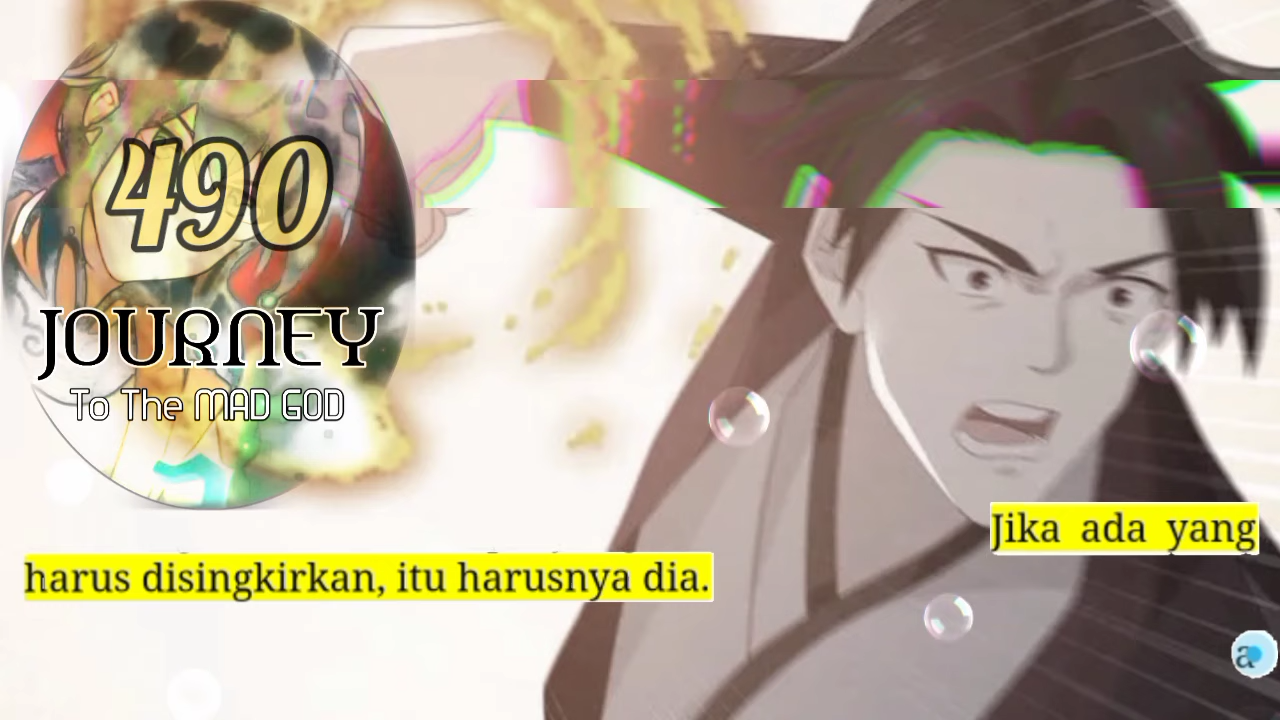 490
JOURNEY
To The MAD GOD
Jika ada yang
harus disingkirkan, itu harusnya dia.
a